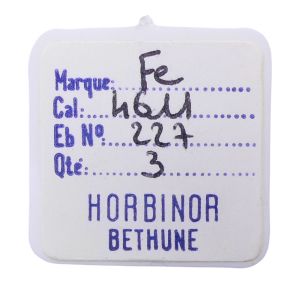 Marque: Fe
Cal: 4611
Eb Nº. 227
Qté: 3
HORBINOR
BETHUNE